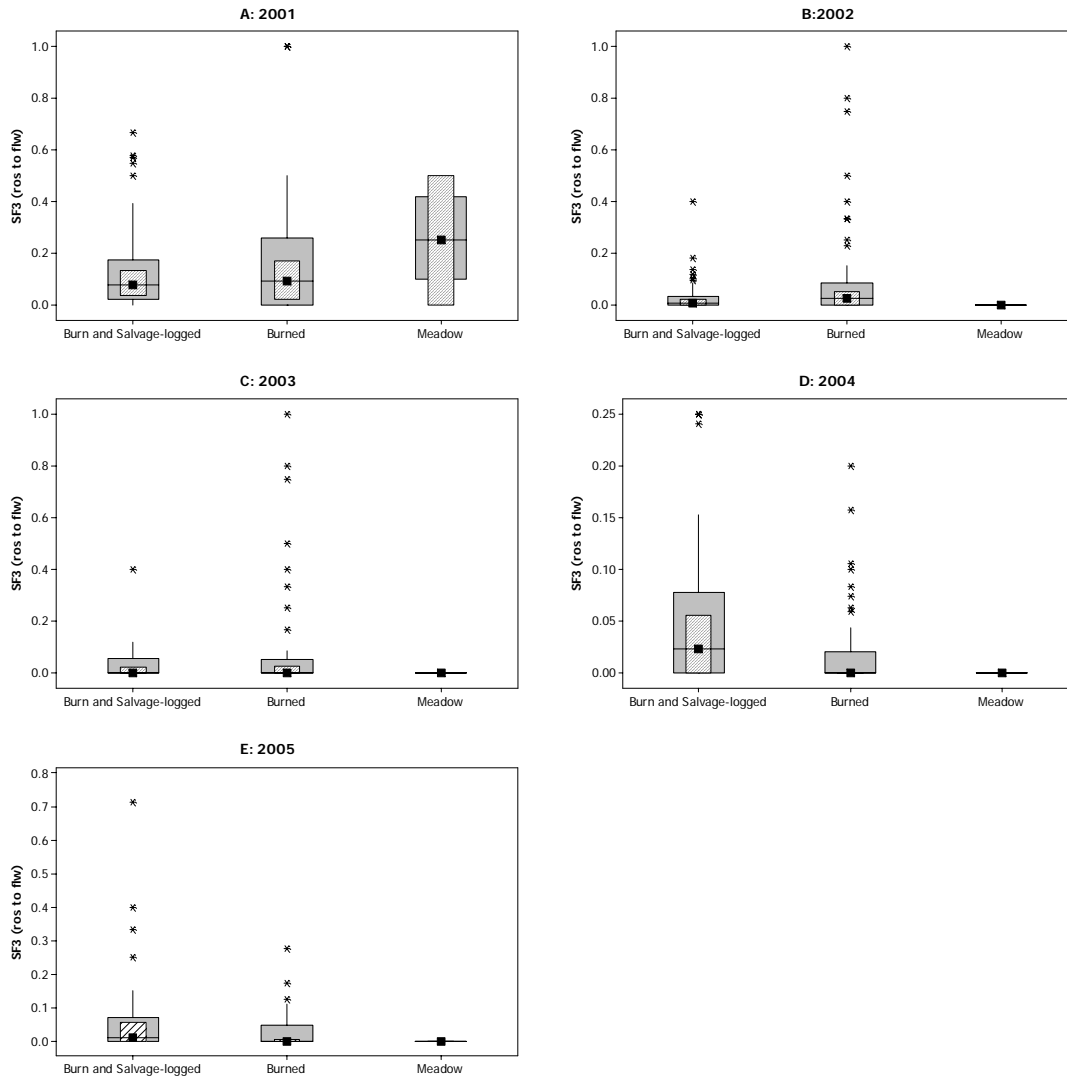 A: 2001
SF3 (ros to flw)
1.0
0.8
0.6
0.4
0.2
0.0
Burn and Salvage-logged Burned Meadow
B:2002
SF3 (ros to flw)
1.0
0.8
0.6
0.4
0.2
0.0
Burn and Salvage-logged Burned Meadow
C: 2003
SF3 (ros to flw)
1.0
0.8
0.6
0.4
0.2
0.0
Burn and Salvage-logged Burned Meadow
D: 2004
SF3 (ros to flw)
0.25
0.20
0.15
0.10
0.05
0.00
Burn and Salvage-logged Burned Meadow
E: 2005
SF3 (ros to flw)
0.8
0.7
0.6
0.5
0.4
0.3
0.2
0.1
0.0
Burn and Salvage-logged Burned Meadow